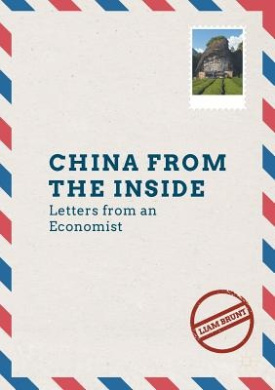 CHINA FROM
THE INSIDE
Letters from an
Economist
LIAM BRUNT